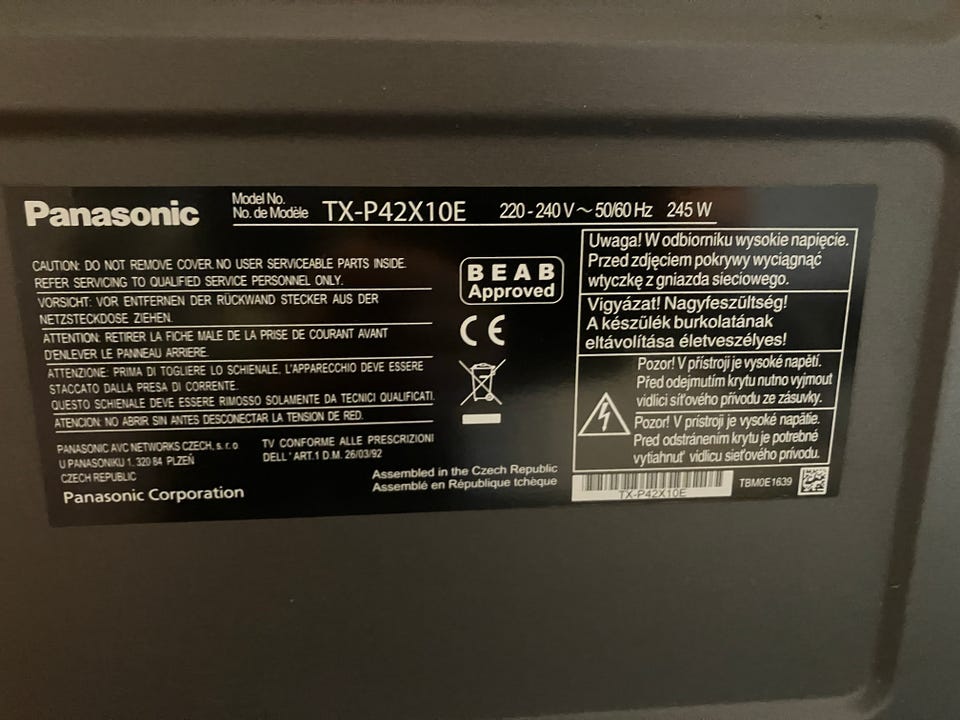 Panasonic
Model No.
No. de Modèle
TX-P42X10E
220 - 240 V ~ 50/60 Hz 245 W
CAUTION: DO NOT REMOVE COVER. NO USER SERVICEABLE PARTS INSIDE.
REFER SERVICING TO QUALIFIED SERVICE PERSONNEL ONLY.
VORSICHT: VOR ENTFERNEN DER RÜCKWAND STECKER AUS DER
NETZSTECKDOSE ZIEHEN.
ATTENTION: RETIRER LA FICHE MALE DE LA PRISE DE COURANT AVANT
D'ENLEVER LE PANNEAU ARRIERE.
ATTENZIONE: PRIMA DI TOGLIERE LO SCHIENALE, L'APPARECCHIO DEVE ESSERE
STACCATO DALLA PRESA DI CORRENTE.
QUESTO SCHIENALE DEVE ESSERE RIMOSSO SOLAMENTE DA TECNICI QUALIFICATI.
ATENCION: NO ABRIR SIN ANTES DESCONECTAR LA TENSION DE RED.
PANASONIC AVC NETWORKS CZECH, s. r. o
U PANASONIKU 1, 320 84 PLZEŇ
CZECH REPUBLIC
Panasonic Corporation
TV CONFORME ALLE PRESCRIZIONI
DELL' ART.1 D.M. 26/03/92
Assembled in the Czech Republic
Assemblé en République tchèque
BEAB
Approved
CE
Uwaga! W odbiorniku wysokie napięcie.
Przed zdjęciem pokrywy wyciągnąć
wtyczkę z gniazda sieciowego.
Vigyázat! Nagyfeszültség!
A készülék burkolatának
eltávolítása életveszélyes!
Pozor! V přístroji je vysoké napětí.
Před odejmutím krytu nutno vyjmout
vidlici síťového přívodu ze zásuvky.
Pozor! V prístroji je vysoké napätie.
Pred odstránením krytu je potrebné
vytiahnuť vidlicu sieťového prívodu.
TX-P42X10E
TBM0E1639